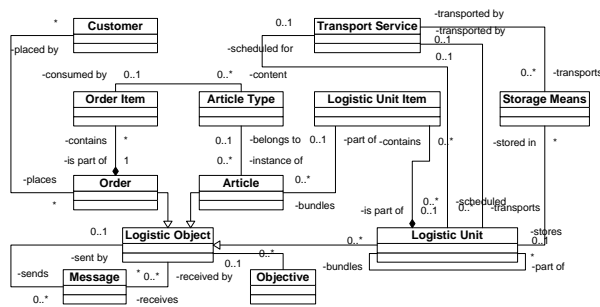 0..1 -transported by
* Customer Transport Service -transported by
0..1
-placed by -scheduled for
0..1
-consumed by 0..1 0..* -content 0..* -transports
Order Item Article Type Logistic Unit Item Storage Means
-contains * 0..1 -belongs to 0..1 -part of -contains 0..* -stored in *
-is part of 1 0..* -instance of
-places Order Article 0..*
* -bundles 0..* -scheduled
-is part of 0..1 0..* -transports
0..1 Logistic Object 0..* Logistic Unit -stores
0..1
-sent by 0..* *
-sends Message * 0..* -received by 0..1 Objective -bundles -part of
0..* -receives